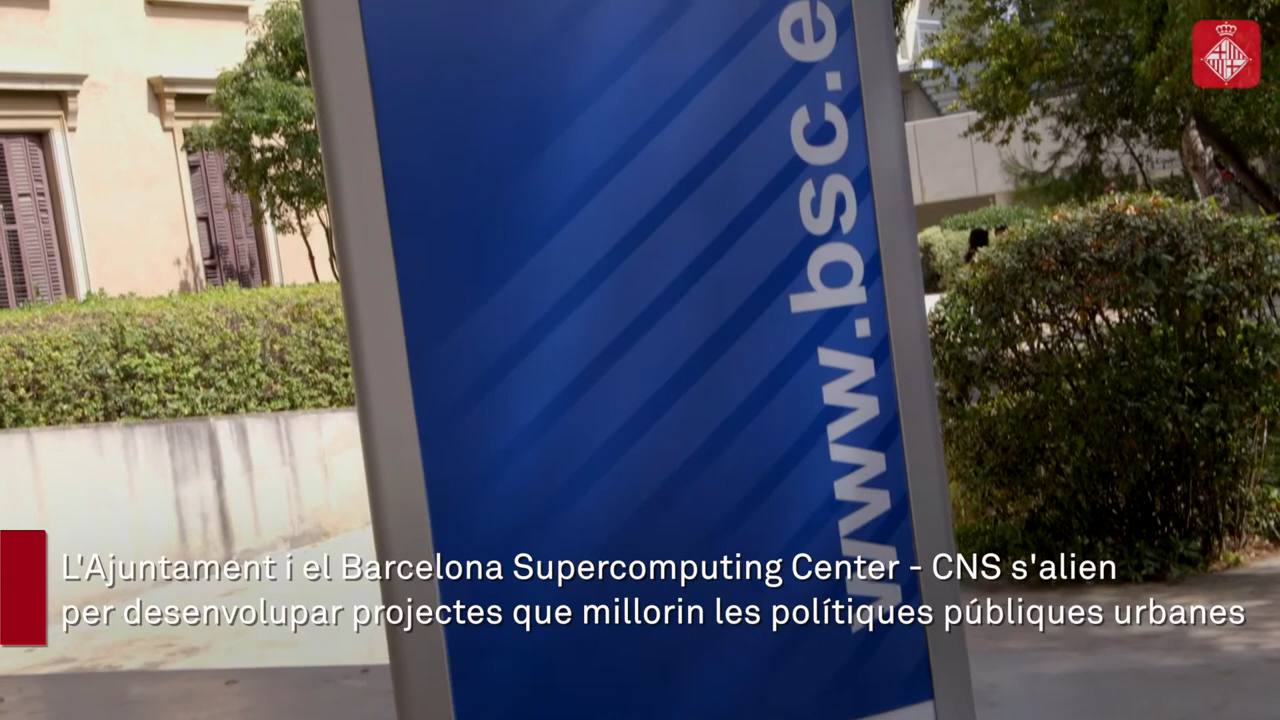 www.bsc.e
L'Ajuntament i el Barcelona Supercomputing Center - CNS s'alien
per desenvolupar projectes que millorin les polítiques públiques urbanes